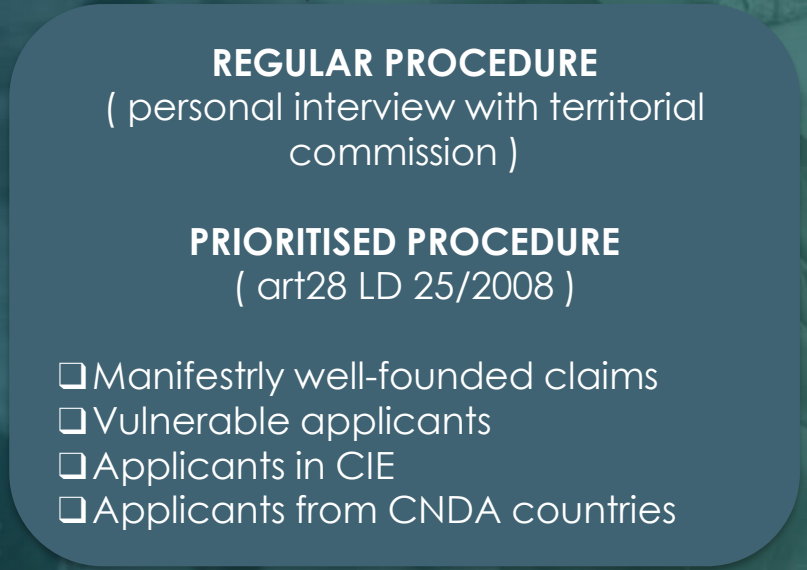 REGULAR PROCEDURE
( personal interview with territorial
commission )
PRIORITISED PROCEDURE
( art28 LD 25/2008 )
❑Manifestrly well-founded claims
❑Vulnerable applicants
❑Applicants in CIE
❑Applicants from CNDA countries